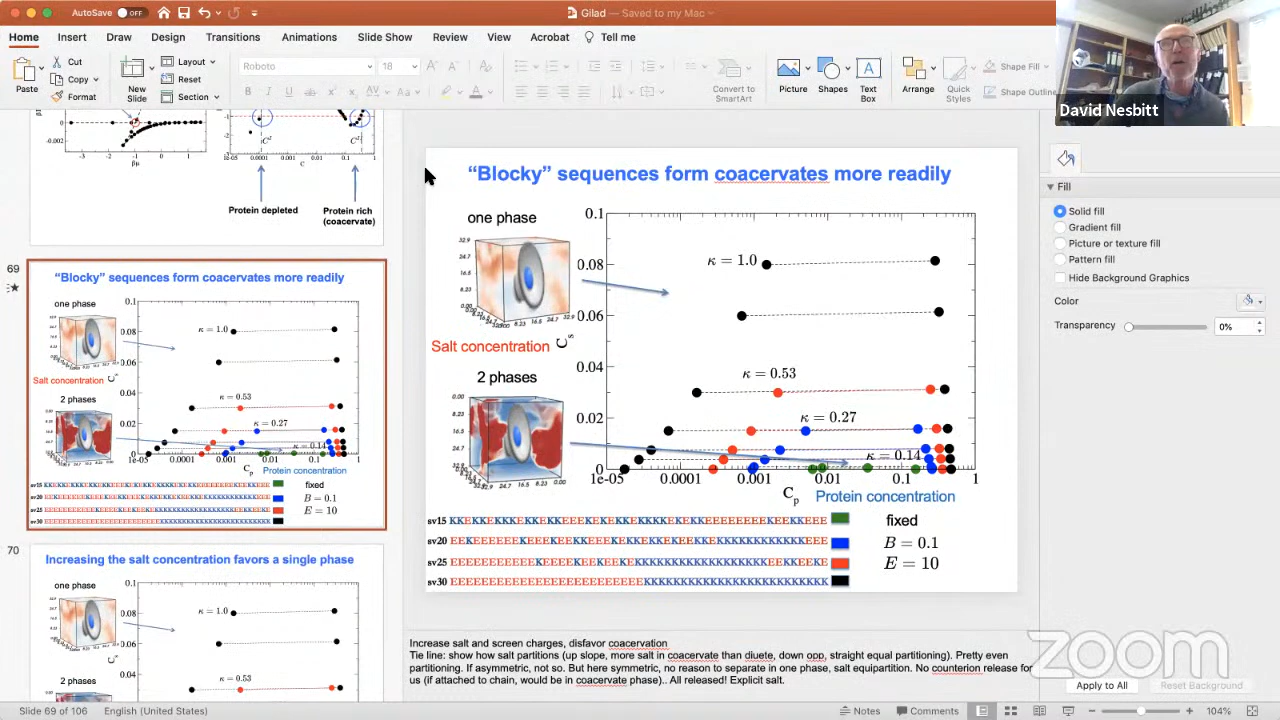 AutoSave OFF
Gilad — Saved to my Mac
Home Insert Draw Design Transitions Animations Slide Show Review View Acrobat Tell me
Paste
Cut
Copy
Format
New Slide
Layout
Reset
Section
Roboto 18
Convert to SmartArt
Picture
Shapes
Text Box
Arrange
Quick Styles
Shape Fill
Shape Outline
David Nesbitt
Protein depleted
Protein rich (coacervate)
69
"Blocky" sequences form coacervates more readily
one phase
Salt concentration
2 phases
Protein concentration
fixed
B = 0.1
E = 10
70
Increasing the salt concentration favors a single phase
one phase
2 phases
"Blocky" sequences form coacervates more readily
one phase
Salt concentration
2 phases
0.1
0.08
0.06
0.04
0.02
0
1e-05 0.0001 0.001 0.01 0.1 1
κ = 1.0
κ = 0.53
κ = 0.27
κ = 0.14
Cs
Cp Protein concentration
sv15
sv20
sv25
sv30
fixed
B = 0.1
E = 10
Increase salt and screen charges, disfavor coacervation
Tie line: show how salt partitions (up slope, more salt in coacervate than diuete, down opp, straight equal partitioning). Pretty even
partitioning. If asymmetric, not so. But here symmetric, no reason to separate in one phase, salt equipartition. No counterion release for
us (if attached to chain, would be in coacervate phase).. All released! Explicit salt.
Fill
Solid fill
Gradient fill
Picture or texture fill
Pattern fill
Hide Background Graphics
Color
Transparency 0%
zoom
Apply to All Reset Background
Slide 69 of 106 English (United States) Notes Comments 104%